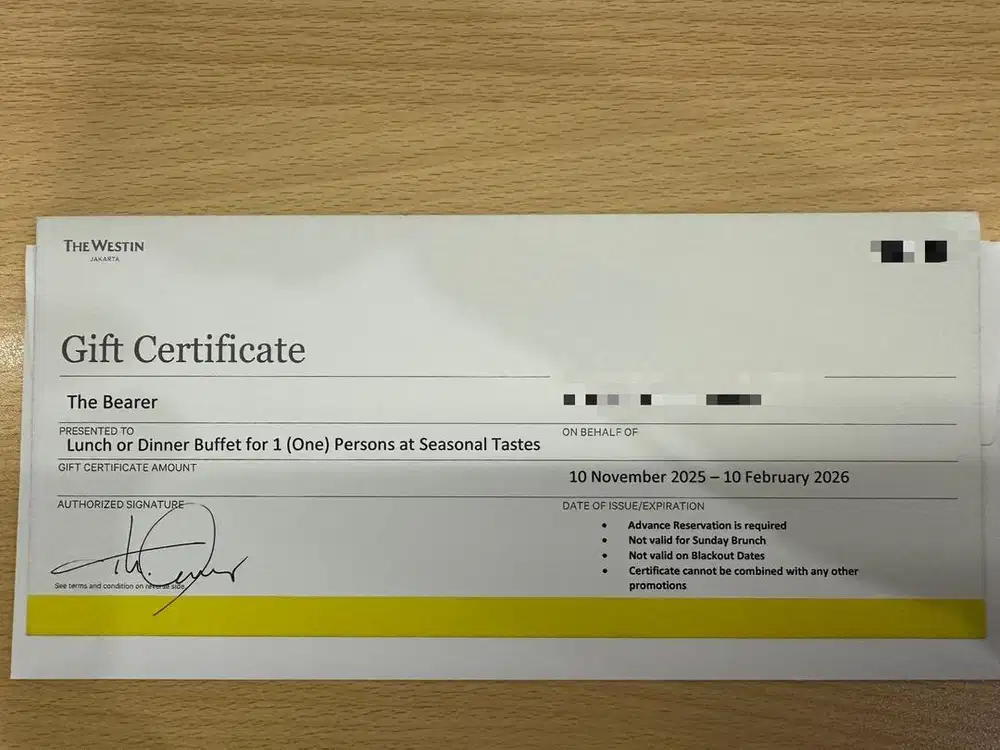 THE WESTIN
JAKARTA
Gift Certificate
The Bearer
PRESENTED TO
ON BEHALF OF
Lunch or Dinner Buffet for 1 (One) Persons at Seasonal Tastes
GIFT CERTIFICATE AMOUNT
10 November 2025 – 10 February 2026
AUTHORIZED SIGNATURE
DATE OF ISSUE/EXPIRATION
• Advance Reservation is required
• Not valid for Sunday Brunch
• Not valid on Blackout Dates
• Certificate cannot be combined with any other
promotions
See terms and condition on reverse side.